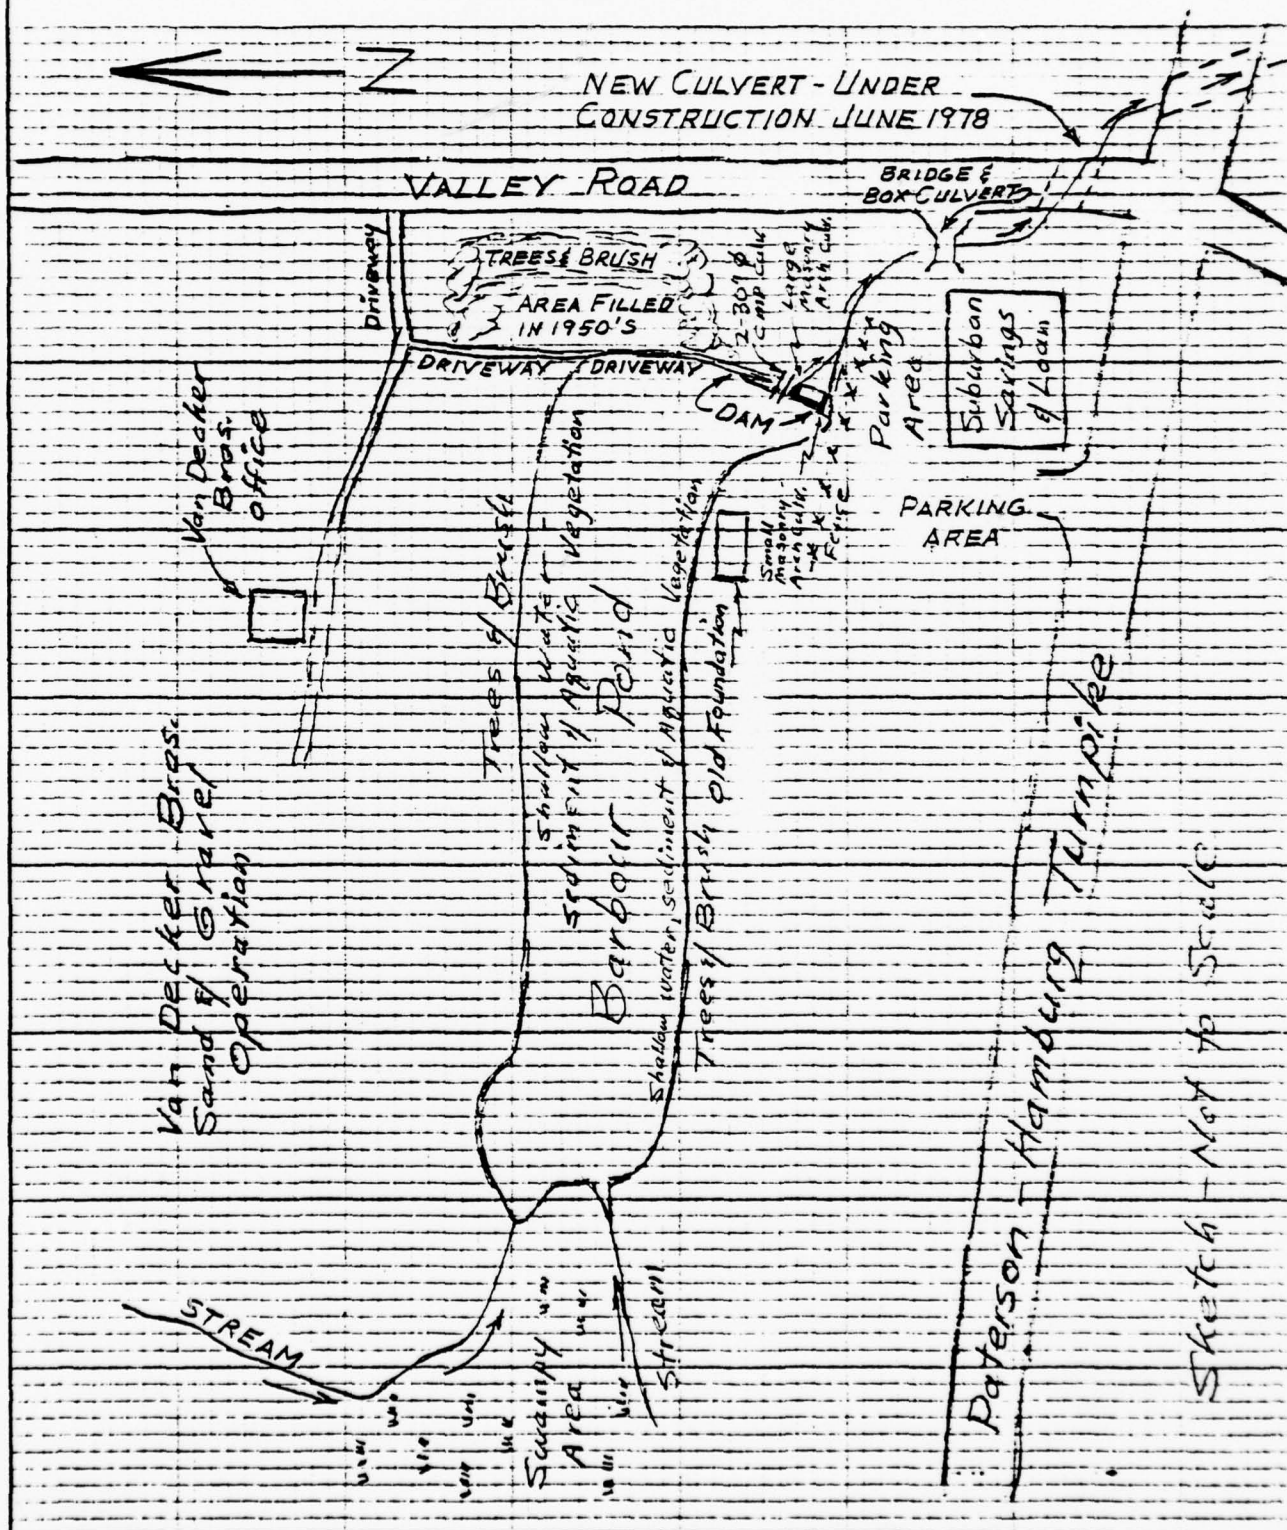 N
NEW CULVERT - UNDER
CONSTRUCTION JUNE 1978
VALLEY ROAD
BRIDGE &
BOX CULVERT
Driveway
TREES & BRUSH
AREA FILLED
IN 1950'S
2-30" φ
CMP Culv.
Large
Masonry
Arch Culv.
DRIVEWAY
DRIVEWAY
DAM
Parking
Area
Suburban
Savings
& Loan
Van Decker
Bros.
Office
PARKING
AREA
Small
Masonry
Arch Culv.
Fence
Trees & Brush
Shallow Water
Sediment & Aquatic Vegetation
Barbour Pond
Shallow water, sediment & Aquatic Vegetation
Trees & Brush
Old Foundation
Van Decker Bros.
Sand & Gravel
Operation
STREAM
Swampy
Area
Stream
Paterson - Hamburg Turnpike
Sketch - Not to Scale